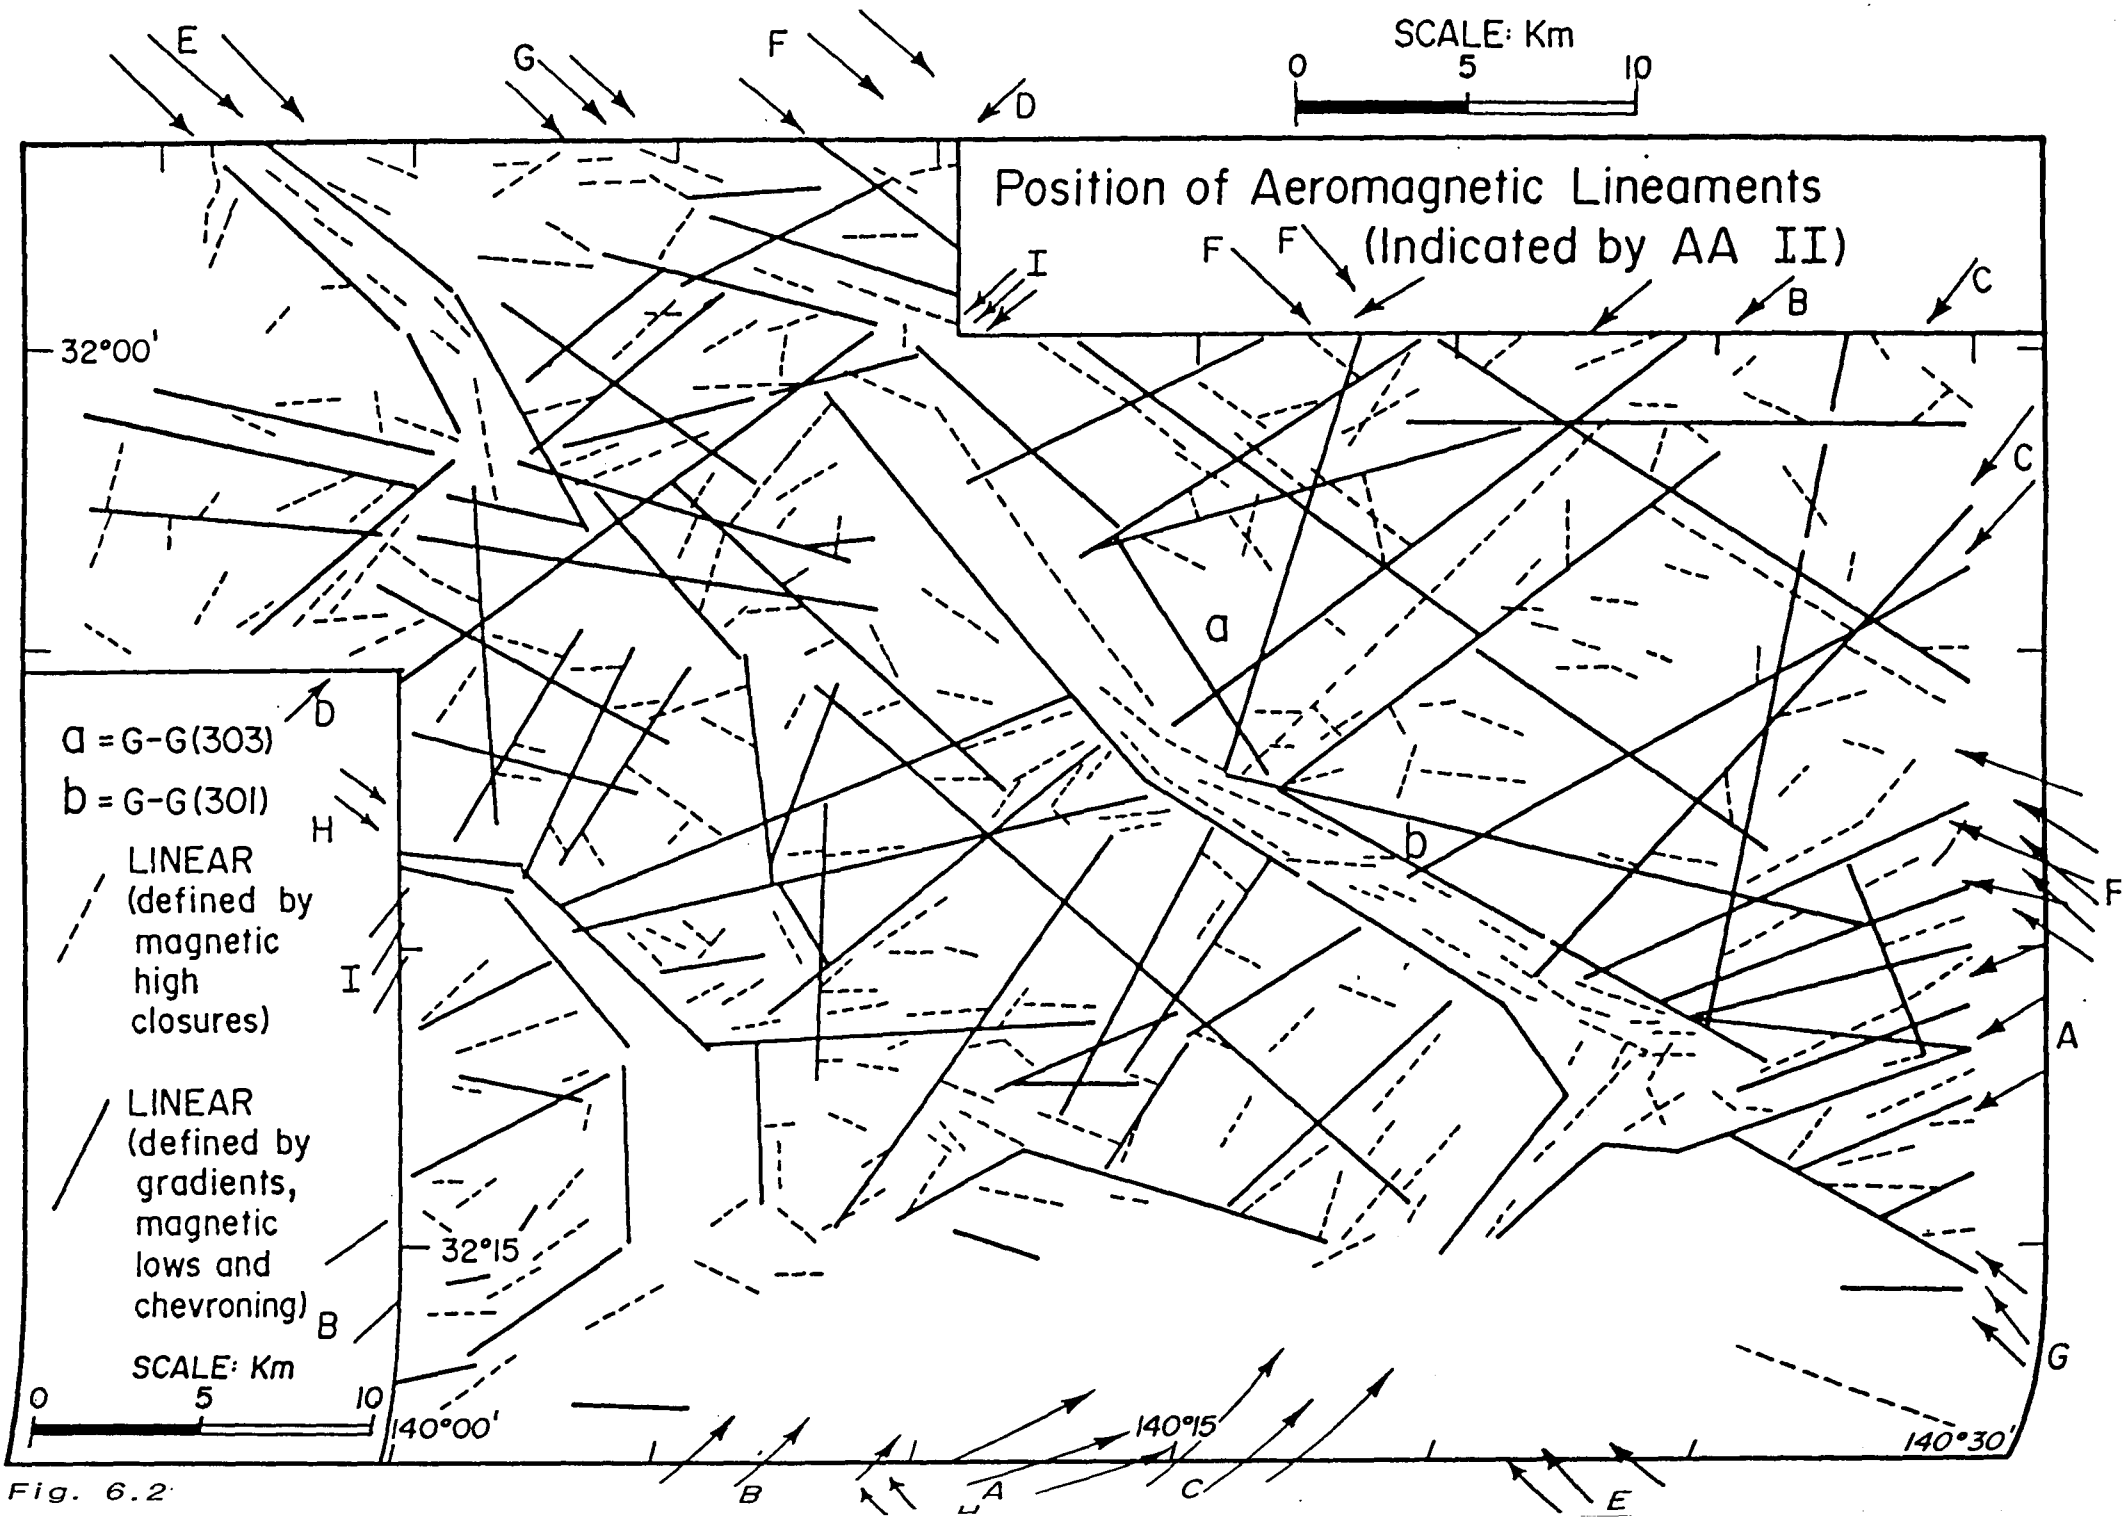 E
G
F
SCALE: Km
0 5 10
D
Position of Aeromagnetic Lineaments
(Indicated by AA II)
F
F
I
B
C
32°00'
C
a
D
a = G-G(303)
b = G-G(301)
H
b
F
LINEAR
(defined by
magnetic
high
closures)
I
A
LINEAR
(defined by
gradients,
magnetic
lows and
chevroning)
32°15
B
G
SCALE: Km
0 5 10
140°00'
140°15
140°30'
Fig. 6.2
B
A
C
E